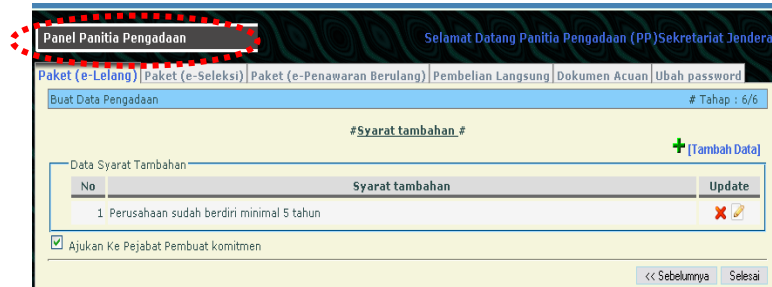 Panel Panitia Pengadaan
Selamat Datang Panitia Pengadaan (PP)Sekretariat Jendera
Paket (e-Lelang) Paket (e-Seleksi) Paket (e-Penawaran Berulang) Pembelian Langsung Dokumen Acuan Ubah password
Buat Data Pengadaan # Tahap : 6/6
#Syarat tambahan #
[Tambah Data]
Data Syarat Tambahan
No Syarat tambahan Update
1 Perusahaan sudah berdiri minimal 5 tahun
Ajukan Ke Pejabat Pembuat komitmen
<< Sebelumnya Selesai